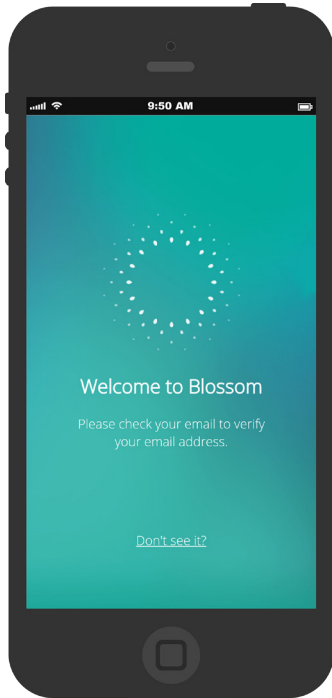 9:50 AM
Welcome to Blossom
Please check your email to verify
your email address.
Don't see it?